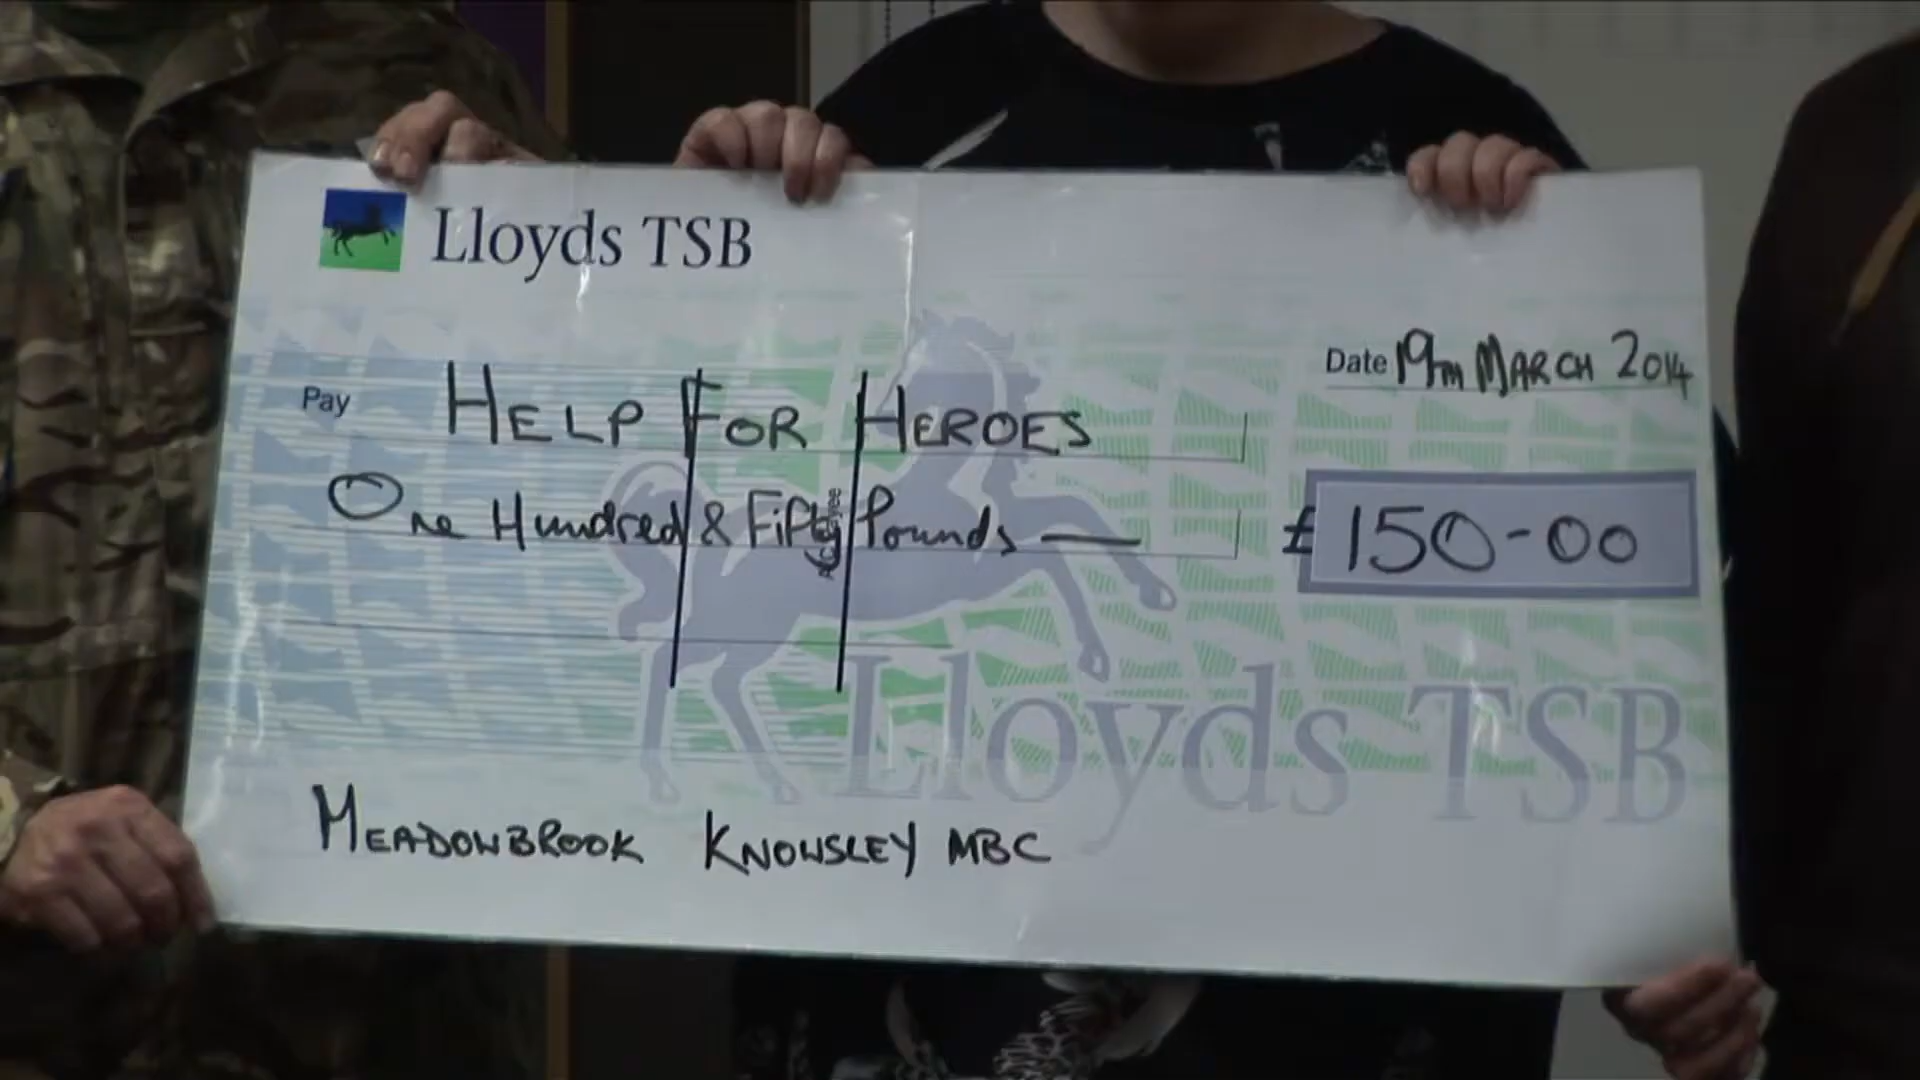 Lloyds TSB
Date 19TH MARCH 2014
Pay HELP FOR HEROES
One Hundred & Fifty Pounds —
£ 150-00
Lloyds TSB
MEADOWBROOK KNOWSLEY MBC